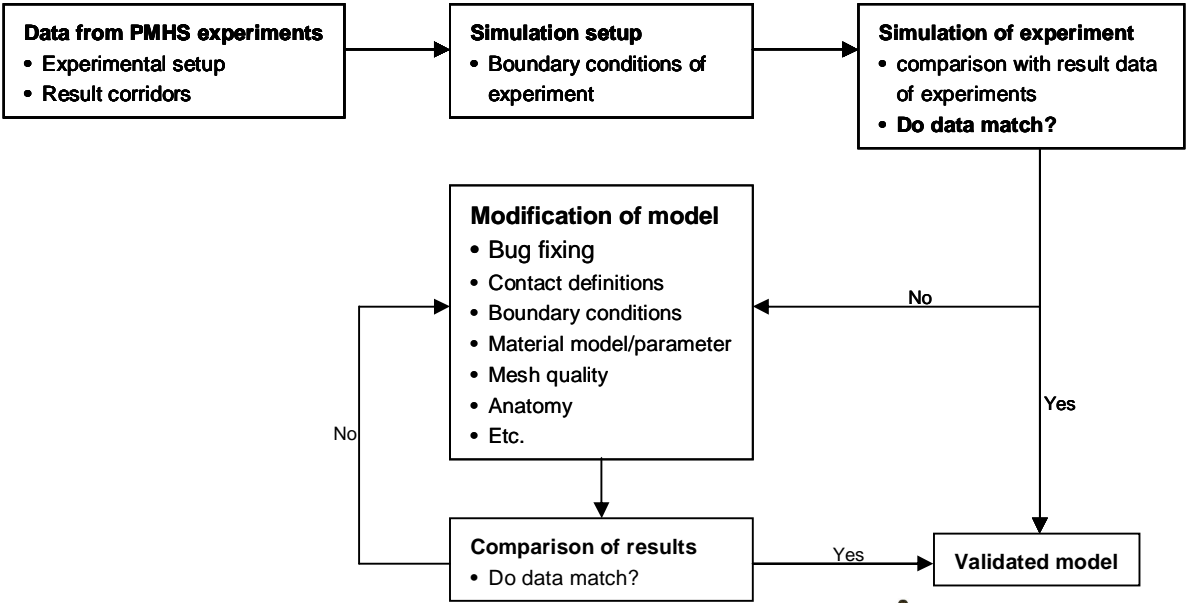 Data from PMHS experiments
• Experimental setup
• Result corridors
Simulation setup
• Boundary conditions of
experiment
Simulation of experiment
• comparison with result data
of experiments
• Do data match?
Modification of model
• Bug fixing
• Contact definitions
• Boundary conditions
• Material model/parameter
• Mesh quality
• Anatomy
• Etc.
No
Yes
No
Comparison of results
• Do data match?
Yes
Validated model